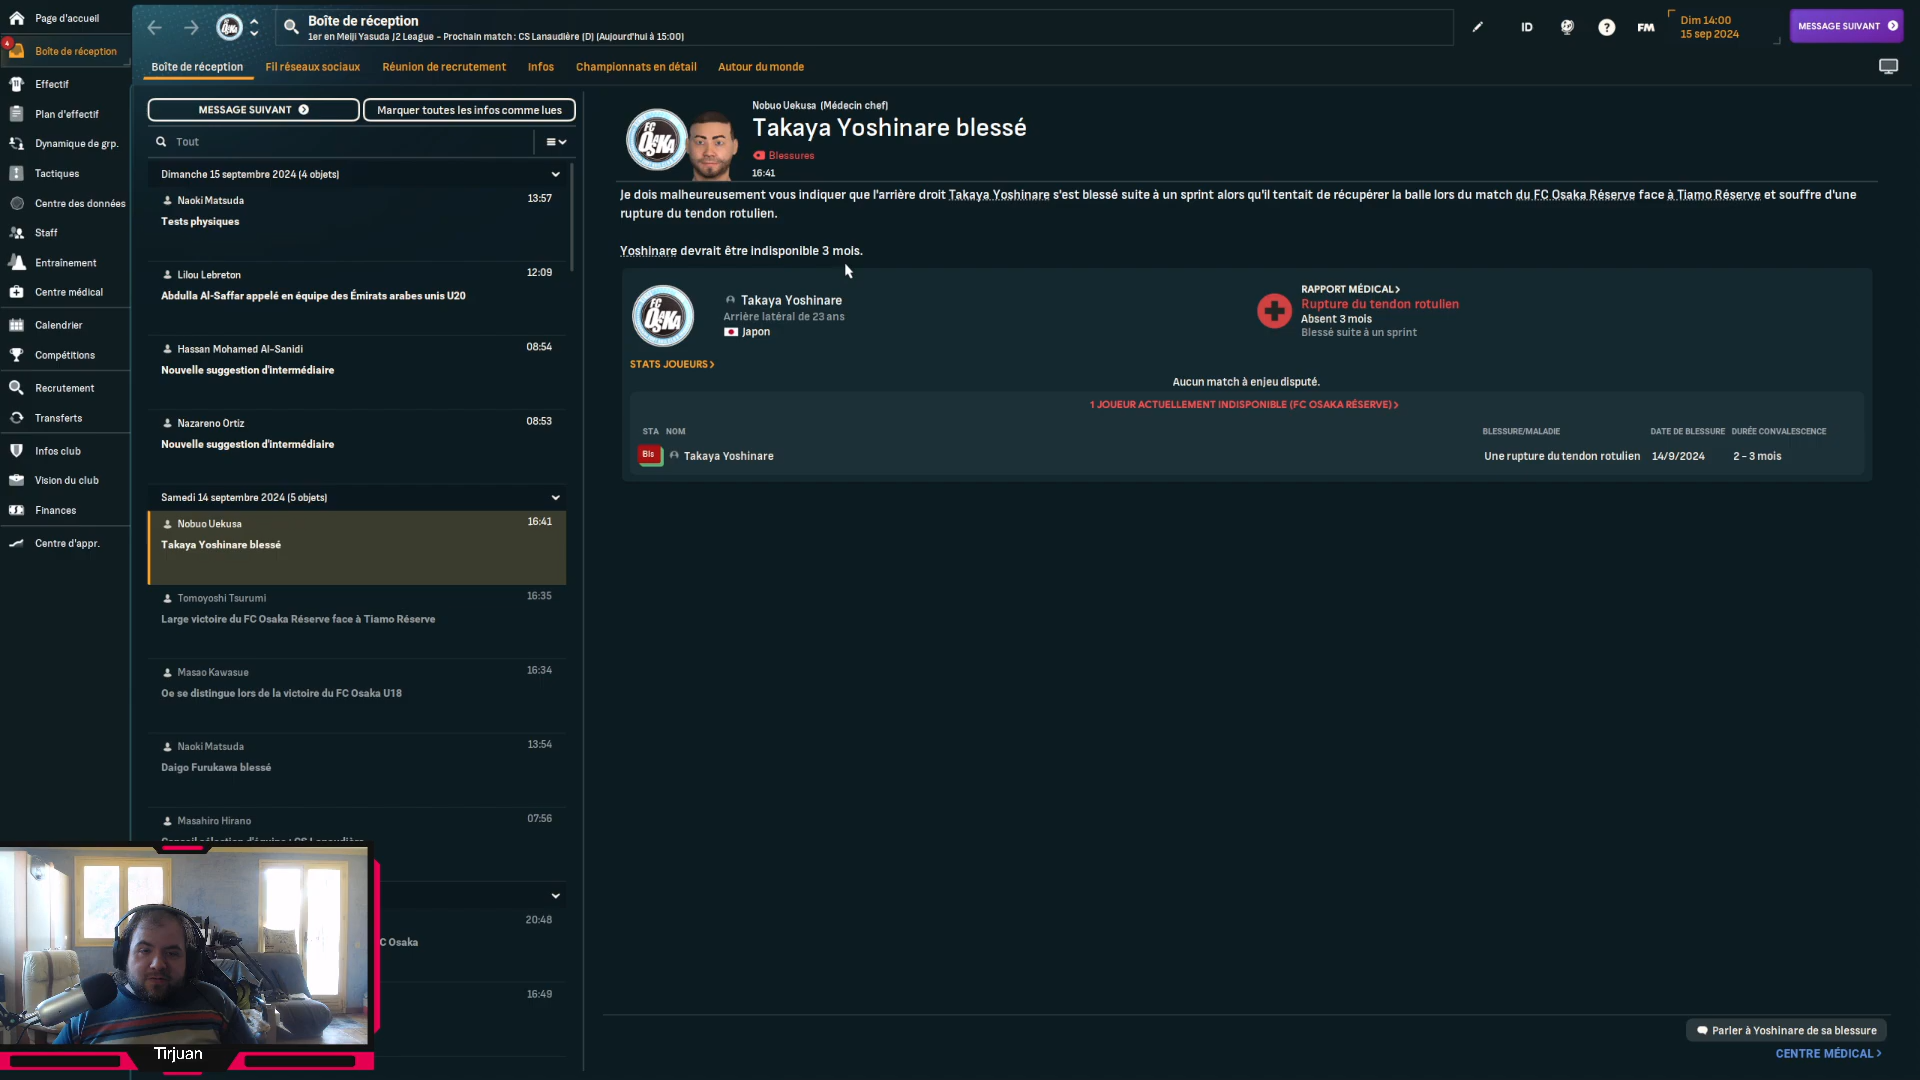 Page d'accueil
4
Boîte de réception
Effectif
Plan d'effectif
Dynamique de grp.
Tactiques
Centre des données
Staff
Entraînement
Centre médical
Calendrier
Compétitions
Recrutement
Transferts
Infos club
Vision du club
Finances
Centre d'appr.
Boîte de réception
1er en Meiji Yasuda J2 League - Prochain match : CS Lanaudière (D) (Aujourd'hui à 15:00)
ID
FM
Dim 14:00
15 sep 2024
MESSAGE SUIVANT
Boîte de réception
Fil réseaux sociaux
Réunion de recrutement
Infos
Championnats en détail
Autour du monde
MESSAGE SUIVANT
Marquer toutes les infos comme lues
Tout
Dimanche 15 septembre 2024 (4 objets)
Naoki Matsuda 13:57
Tests physiques
Lilou Lebreton 12:09
Abdulla Al-Saffar appelé en équipe des Émirats arabes unis U20
Hassan Mohamed Al-Sanidi 08:54
Nouvelle suggestion d'intermédiaire
Nazareno Ortiz 08:53
Nouvelle suggestion d'intermédiaire
Samedi 14 septembre 2024 (5 objets)
Nobuo Uekusa 16:41
Takaya Yoshinare blessé
Tomoyoshi Tsurumi 16:35
Large victoire du FC Osaka Réserve face à Tiamo Réserve
Masao Kawasue 16:34
Oe se distingue lors de la victoire du FC Osaka U18
Naoki Matsuda 13:54
Daigo Furukawa blessé
Masahiro Hirano 07:56
20:48
C Osaka
16:49
Tirjuan
FC OSAKA
Nobuo Uekusa (Médecin chef)
Takaya Yoshinare blessé
Blessures
16:41
Je dois malheureusement vous indiquer que l'arrière droit Takaya Yoshinare s'est blessé suite à un sprint alors qu'il tentait de récupérer la balle lors du match du FC Osaka Réserve face à Tiamo Réserve et souffre d'une
rupture du tendon rotulien.
Yoshinare devrait être indisponible 3 mois.
FC OSAKA
Takaya Yoshinare
Arrière latéral de 23 ans
Japon
RAPPORT MÉDICAL
Rupture du tendon rotulien
Absent 3 mois
Blessé suite à un sprint
STATS JOUEURS
Aucun match à enjeu disputé.
1 JOUEUR ACTUELLEMENT INDISPONIBLE (FC OSAKA RÉSERVE)
STA NOM BLESSURE/MALADIE DATE DE BLESSURE DURÉE CONVALESCENCE
Bls Takaya Yoshinare Une rupture du tendon rotulien 14/9/2024 2 - 3 mois
Parler à Yoshinare de sa blessure
CENTRE MÉDICAL